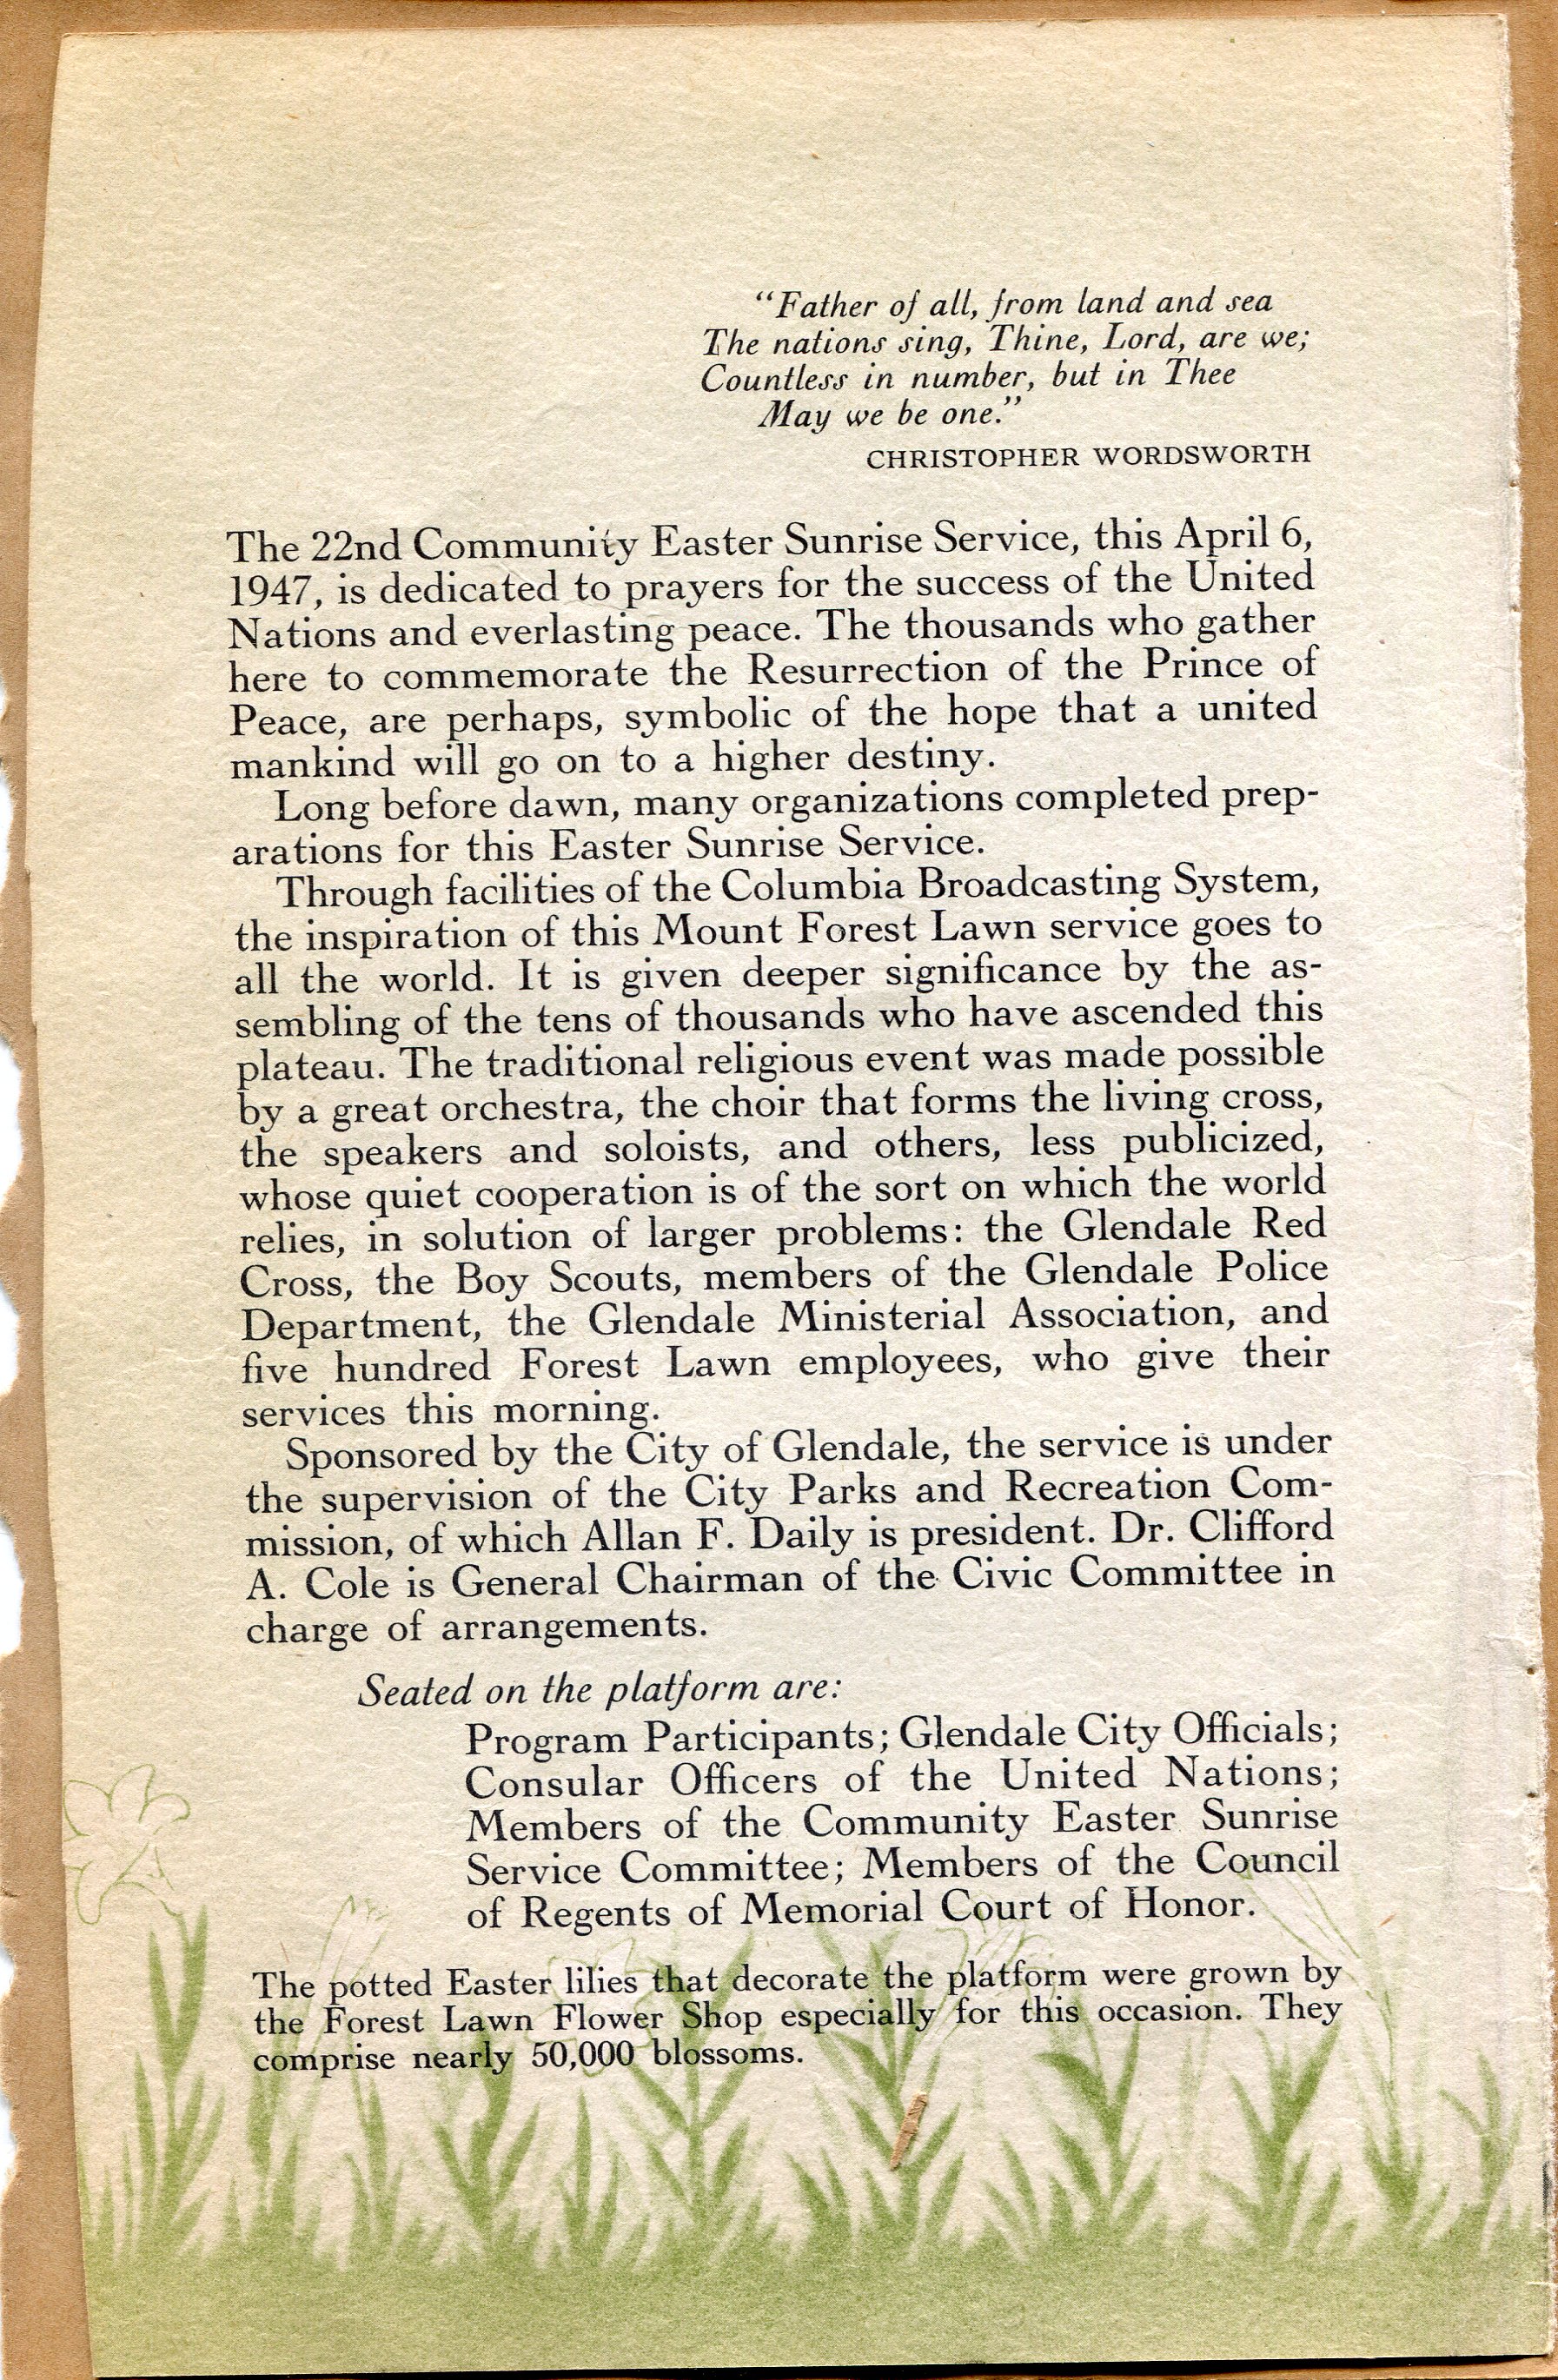 “Father of all, from land and sea
The nations sing, Thine, Lord, are we;
Countless in number, but in Thee
May we be one.”
CHRISTOPHER WORDSWORTH
The 22nd Community Easter Sunrise Service, this April 6,
1947, is dedicated to prayers for the success of the United
Nations and everlasting peace. The thousands who gather
here to commemorate the Resurrection of the Prince of
Peace, are perhaps, symbolic of the hope that a united
mankind will go on to a higher destiny.
Long before dawn, many organizations completed prep-
arations for this Easter Sunrise Service.
Through facilities of the Columbia Broadcasting System,
the inspiration of this Mount Forest Lawn service goes to
all the world. It is given deeper significance by the as-
sembling of the tens of thousands who have ascended this
plateau. The traditional religious event was made possible
by a great orchestra, the choir that forms the living cross,
the speakers and soloists, and others, less publicized,
whose quiet cooperation is of the sort on which the world
relies, in solution of larger problems: the Glendale Red
Cross, the Boy Scouts, members of the Glendale Police
Department, the Glendale Ministerial Association, and
five hundred Forest Lawn employees, who give their
services this morning.
Sponsored by the City of Glendale, the service is under
the supervision of the City Parks and Recreation Com-
mission, of which Allan F. Daily is president. Dr. Clifford
A. Cole is General Chairman of the Civic Committee in
charge of arrangements.
Seated on the platform are:
Program Participants; Glendale City Officials;
Consular Officers of the United Nations;
Members of the Community Easter Sunrise
Service Committee; Members of the Council
of Regents of Memorial Court of Honor.
The potted Easter lilies that decorate the platform were grown by
the Forest Lawn Flower Shop especially for this occasion. They
comprise nearly 50,000 blossoms.